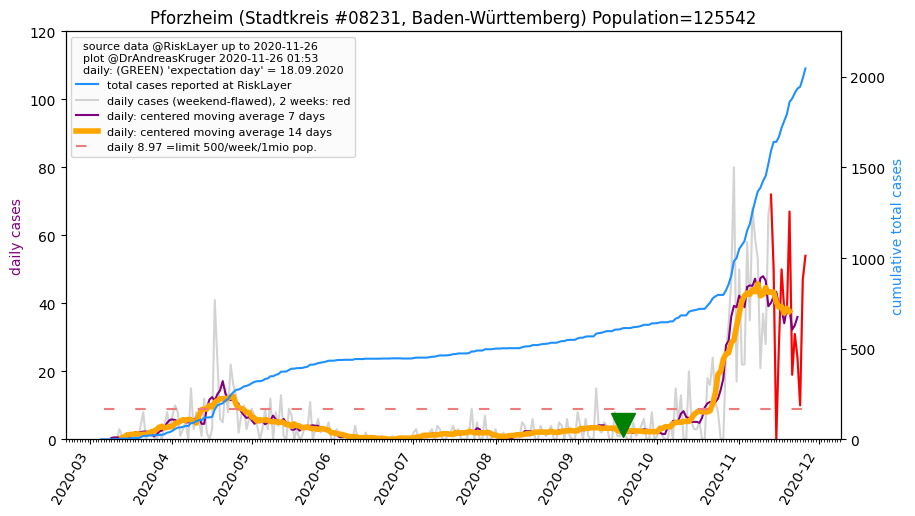 Pforzheim (Stadtkreis #08231, Baden-Württemberg) Population=125542
source data @RiskLayer up to 2020-11-26
plot @DrAndreasKruger 2020-11-26 01:53
daily: (GREEN) 'expectation day' = 18.09.2020
total cases reported at RiskLayer
daily cases (weekend-flawed), 2 weeks: red
daily: centered moving average 7 days
daily: centered moving average 14 days
daily 8.97 =limit 500/week/1mio pop.
daily cases
120
100
80
60
40
20
0
cumulative total cases
2000
1500
1000
500
0
2020-03
2020-04
2020-05
2020-06
2020-07
2020-08
2020-09
2020-10
2020-11
2020-12